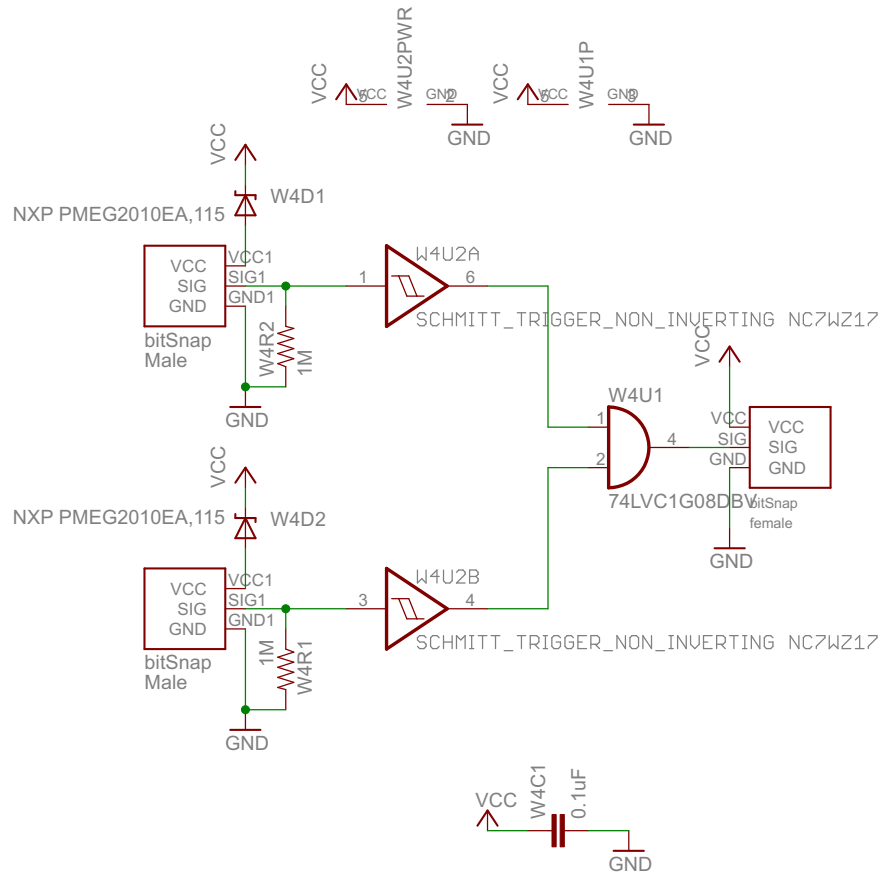 VCC
5
VCC
W4U2PWR
GND
2
GND
VCC
5
VCC
W4U1P
GND
3
GND
VCC
W4D1
NXP PMEG2010EA,115
VCC
SIG
GND
VCC1
SIG1
GND1
bitSnap
Male
W4R2
1M
GND
1
W4U2A
6
SCHMITT_TRIGGER_NON_INVERTING NC7WZ17
VCC
W4U1
1
2
4
74LVC1G08DBV
VCC
SIG
GND
VCC
SIG
GND
bitSnap
female
GND
VCC
W4D2
NXP PMEG2010EA,115
VCC
SIG
GND
VCC1
SIG1
GND1
bitSnap
Male
1M
W4R1
GND
3
W4U2B
4
SCHMITT_TRIGGER_NON_INVERTING NC7WZ17
VCC
W4C1
0.1uF
GND